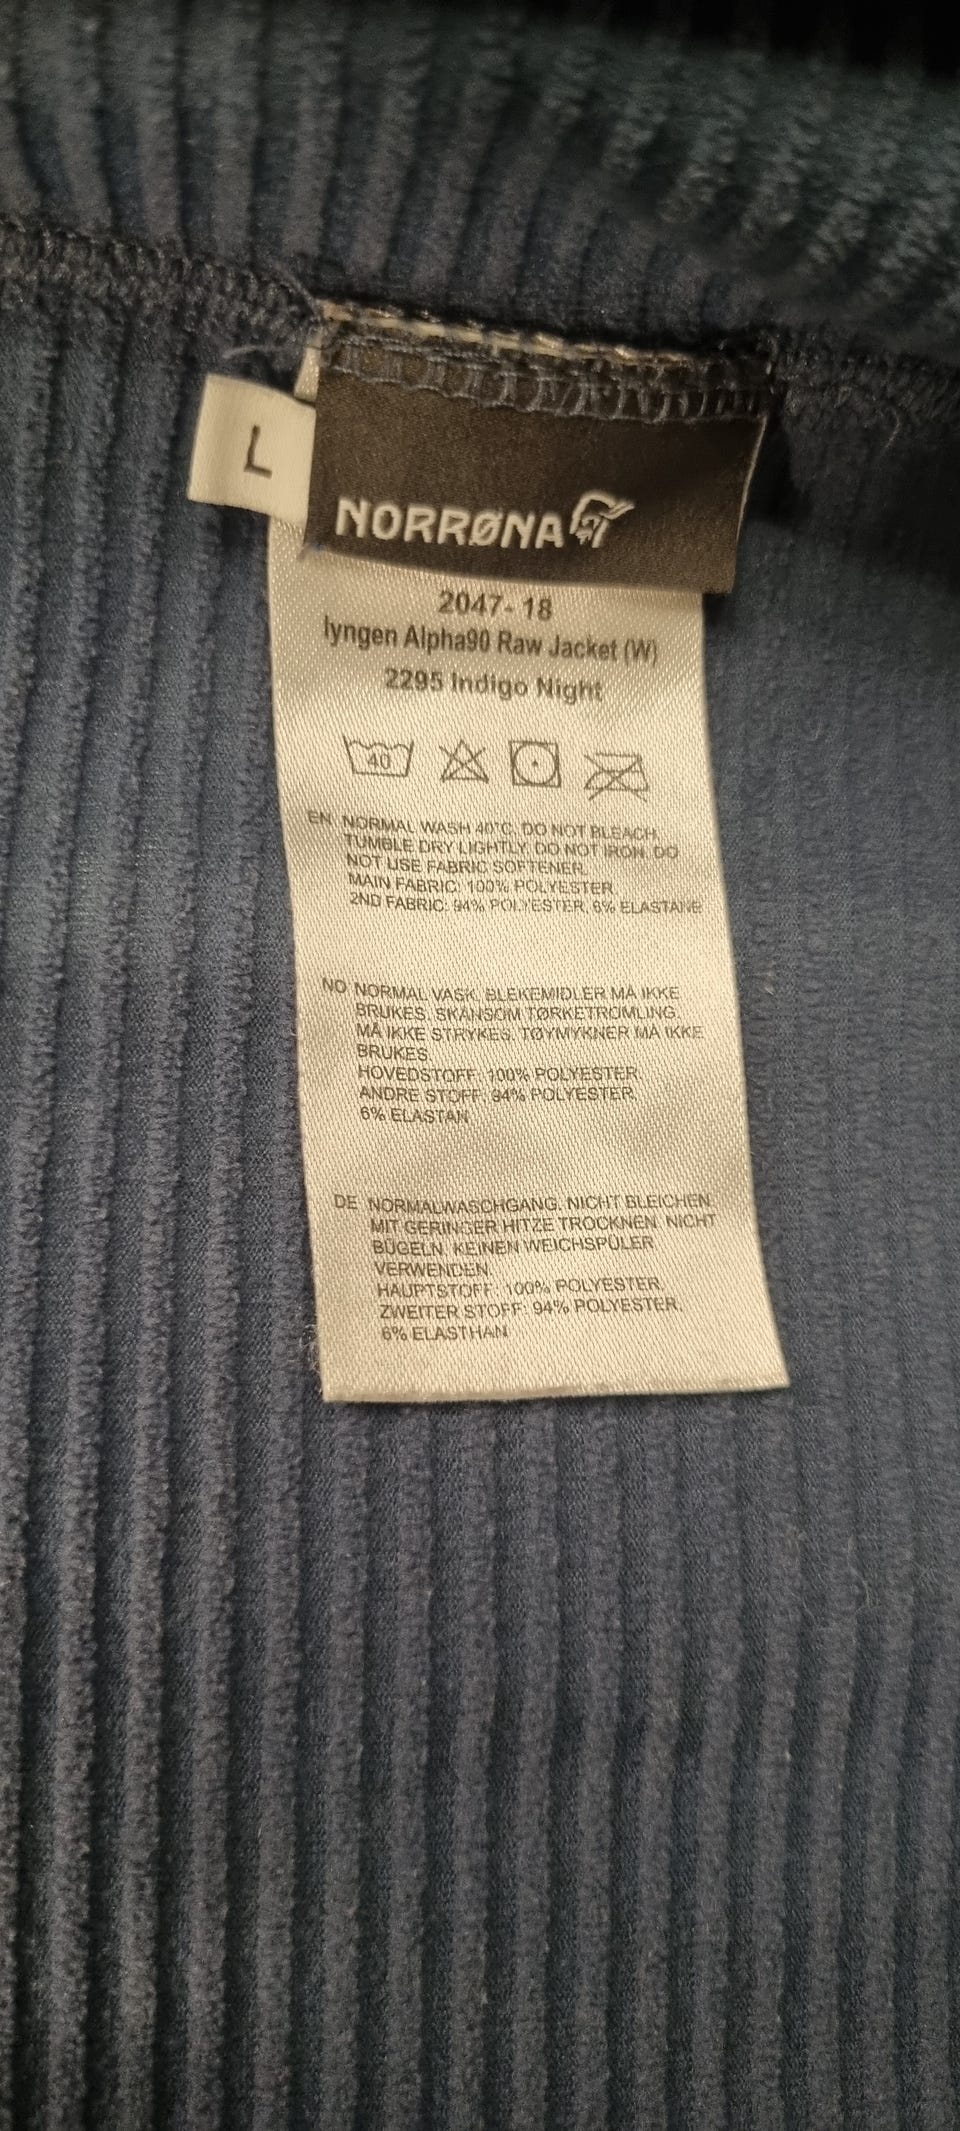 L
NORRØNA
2047-18
lyngen Alpha90 Raw Jacket (W)
2295 Indigo Night
40
EN NORMAL WASH 40°C. DO NOT BLEACH.
TUMBLE DRY LIGHTLY. DO NOT IRON. DO
NOT USE FABRIC SOFTENER.
MAIN FABRIC: 100% POLYESTER.
2ND FABRIC: 94% POLYESTER, 6% ELASTANE
NO NORMAL VASK. BLEKEMIDLER MÅ IKKE
BRUKES. SKÅNSOM TØRKETROMLING.
MÅ IKKE STRYKES. TØYMYKNER MÅ IKKE
BRUKES.
HOVEDSTOFF: 100% POLYESTER.
ANDRE STOFF: 94% POLYESTER,
6% ELASTAN
DE NORMALWASCHGANG. NICHT BLEICHEN.
MIT GERINGER HITZE TROCKNEN. NICHT
BÜGELN. KEINEN WEICHSPÜLER
VERWENDEN.
HAUPTSTOFF: 100% POLYESTER.
ZWEITER STOFF: 94% POLYESTER,
6% ELASTHAN